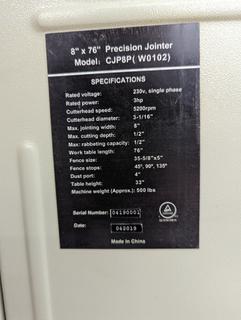 8" x 76" Precision Jointer
Model: CJP8P( W0102)
SPECIFICATIONS
Rated voltage: 230v, single phase
Rated power: 3hp
Cutterhead speed: 5200rpm
Cutterhead diameter: 3-1/16"
Max. jointing width: 8"
Max. cutting depth: 1/2"
Max. rabbeting capacity: 1/2"
Work table length: 76"
Fence size: 35-5/8"x5"
Fence stops: 45°, 90°, 135°
Dust port: 4"
Table height: 33"
Machine weight (Approx.): 500 lbs
Serial Number: 04190001
Date: 042019
Made In China